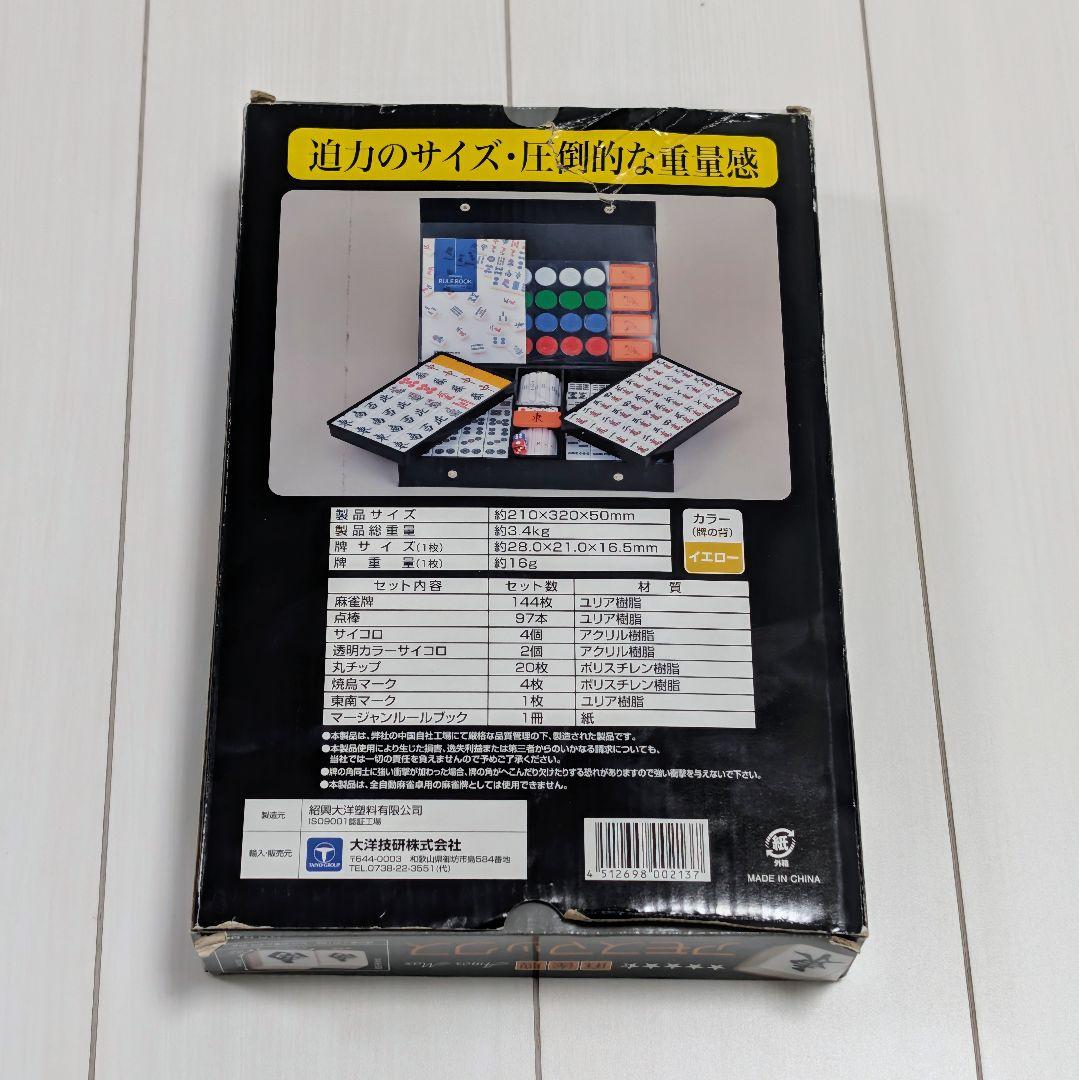 迫力のサイズ・圧倒的な重量感
RULE BOOK
製品サイズ 約210×320×50mm
製品総重量 約3.4kg
牌サイズ(1枚) 約28.0×21.0×16.5mm
牌重量(1枚) 約16g
カラー
(牌の背)
イエロー
セット内容 セット数 材質
麻雀牌 144枚 ユリア樹脂
点棒 97本 ユリア樹脂
サイコロ 4個 アクリル樹脂
透明カラーサイコロ 2個 アクリル樹脂
丸チップ 20枚 ポリスチレン樹脂
焼鳥マーク 4枚 ポリスチレン樹脂
東南マーク 1枚 ユリア樹脂
マージャンルールブック 1冊 紙
●本製品は、弊社の中国自社工場にて厳格な品質管理の下、製造された製品です。
●本製品使用により生じた損害、逸失利益または第三者からのいかなる請求についても、
当社では一切の責任を負えませんので予めご了承ください。
●牌の角同士に強い衝撃が加わった場合、牌の角がへこんだり欠けたりする恐れがありますので強い衝撃を与えないで下さい。
●本製品は、全自動麻雀卓用の麻雀牌としては使用できません。
製造元 紹興大洋塑料有限公司
ISO9001認証工場
輸入・販売元 TAIYO-GROUP 大洋技研株式会社
〒644-0003 和歌山県御坊市島584番地
TEL.0738-22-3551(代)
4 512698 002137
紙
外箱
MADE IN CHINA
アモスマックス
Amos Max
麻雀牌
★★★★★